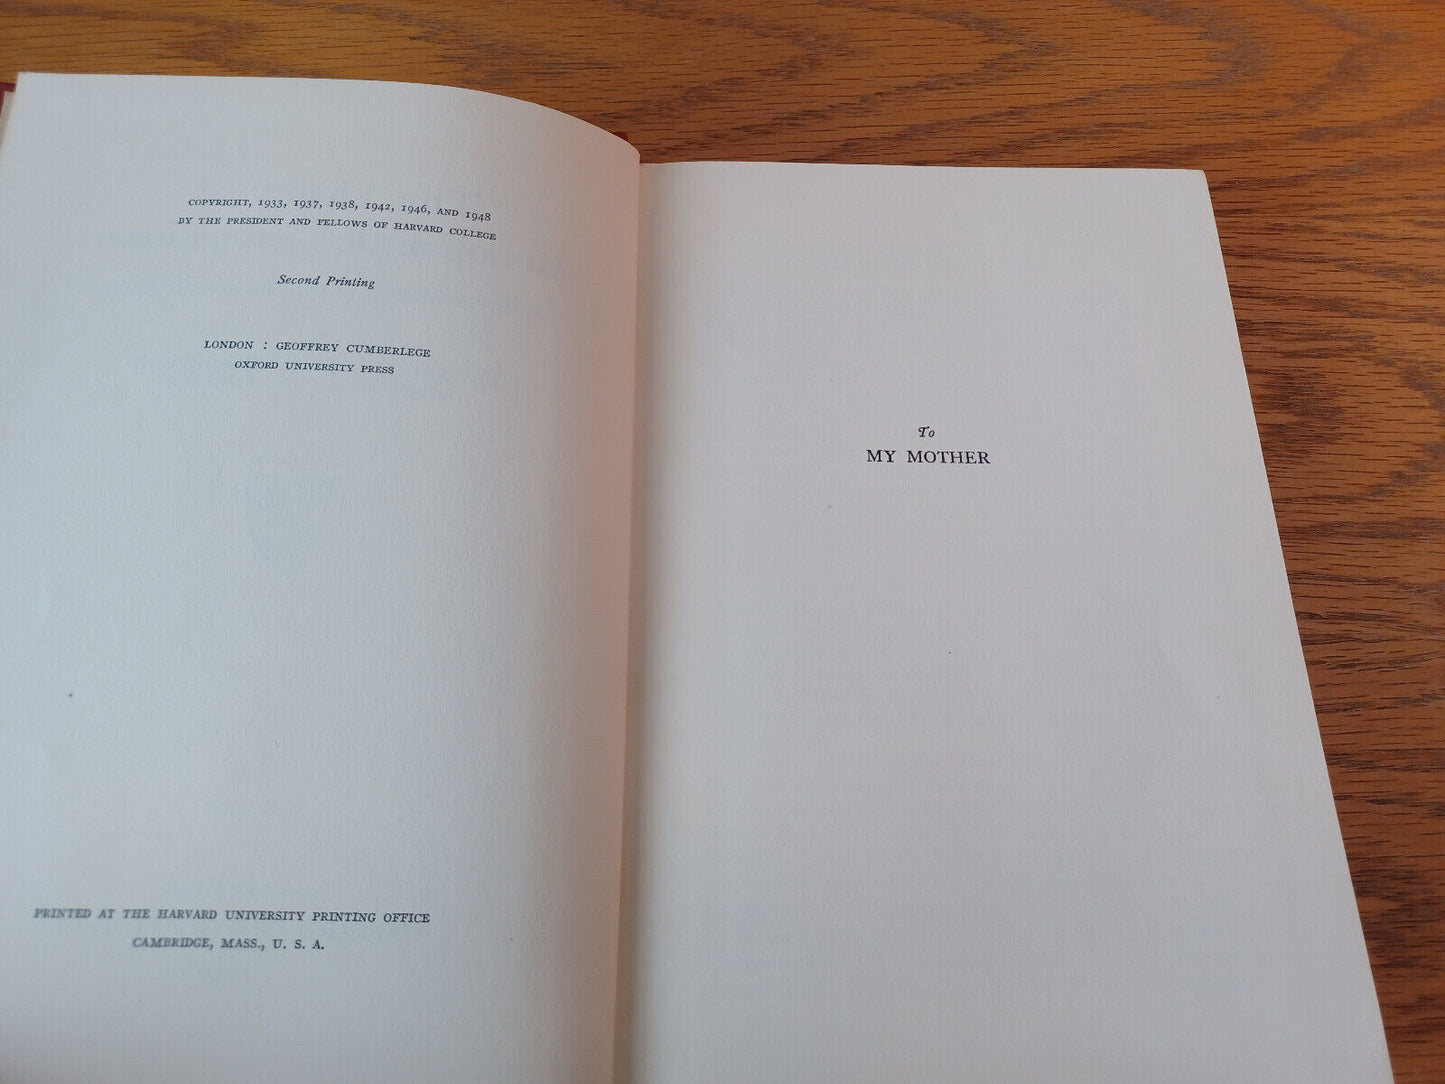 COPYRIGHT, 1933, 1937, 1938, 1942, 1946, AND 1948
BY THE PRESIDENT AND FELLOWS OF HARVARD COLLEGE
Second Printing
LONDON : GEOFFREY CUMBERLEGE
OXFORD UNIVERSITY PRESS
PRINTED AT THE HARVARD UNIVERSITY PRINTING OFFICE
CAMBRIDGE, MASS., U. S. A.
To
MY MOTHER